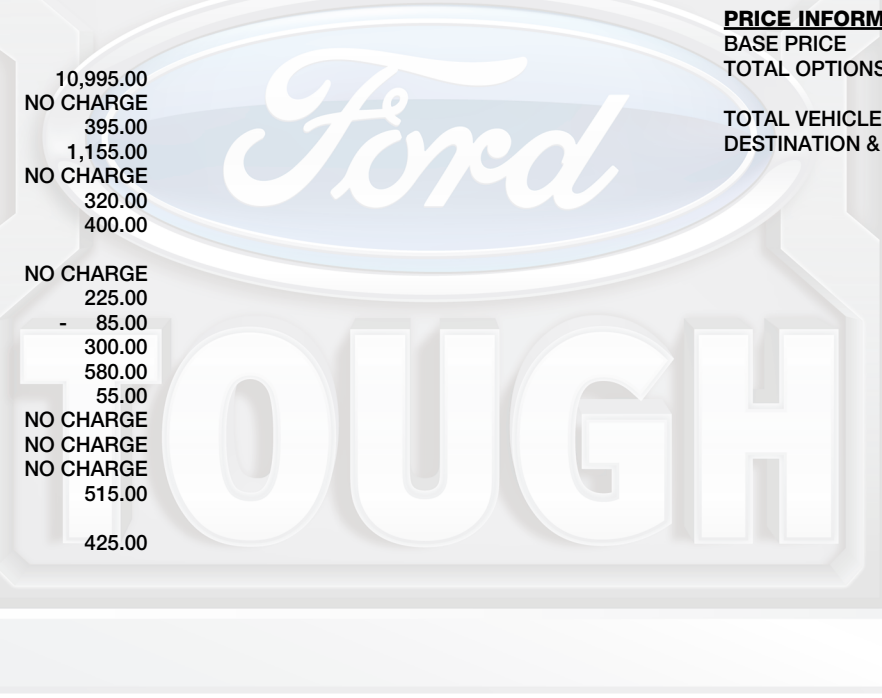 10,995.00
NO CHARGE
395.00
1,155.00
NO CHARGE
320.00
400.00
NO CHARGE
225.00
- 85.00
300.00
580.00
55.00
NO CHARGE
NO CHARGE
NO CHARGE
515.00
425.00
PRICE INFORM
BASE PRICE
TOTAL OPTIONS
TOTAL VEHICLE
DESTINATION &
Ford
TOUGH